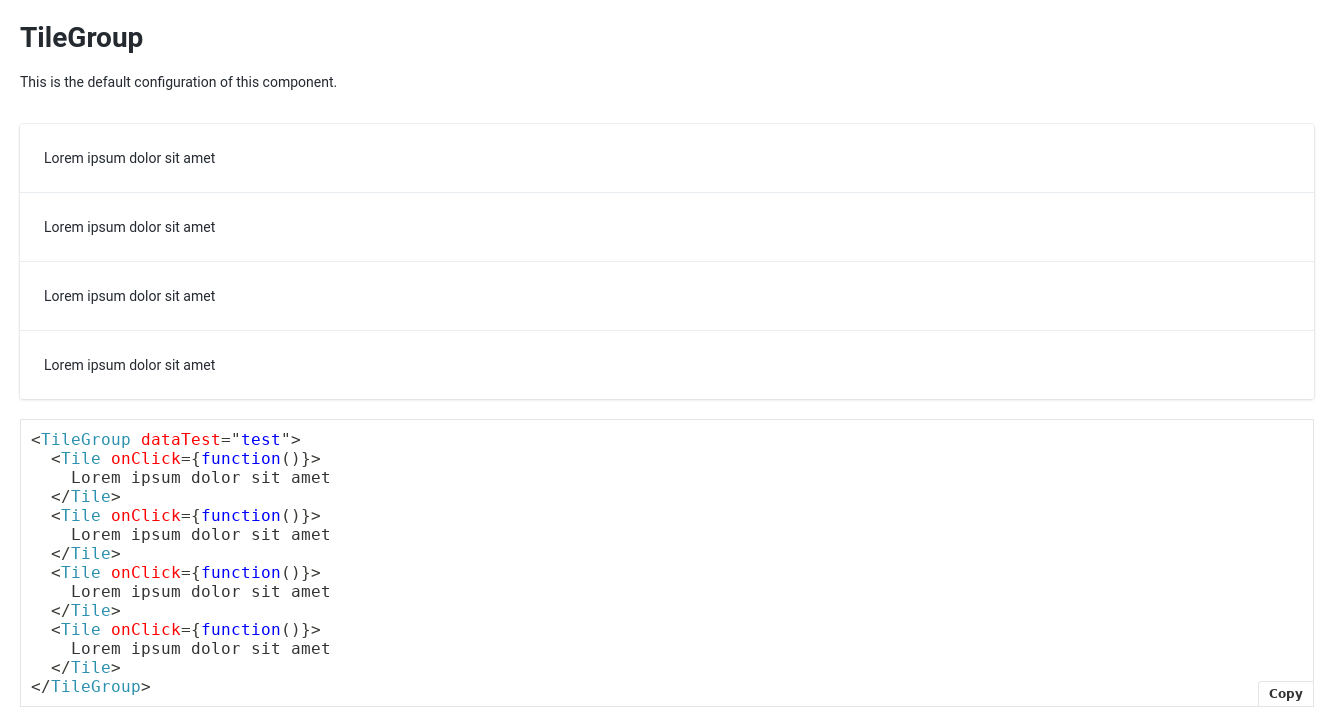 TileGroup
This is the default configuration of this component.
Lorem ipsum dolor sit amet
Lorem ipsum dolor sit amet
Lorem ipsum dolor sit amet
Lorem ipsum dolor sit amet
<TileGroup dataTest="test">
  <Tile onClick={function()}>
    Lorem ipsum dolor sit amet
  </Tile>
  <Tile onClick={function()}>
    Lorem ipsum dolor sit amet
  </Tile>
  <Tile onClick={function()}>
    Lorem ipsum dolor sit amet
  </Tile>
  <Tile onClick={function()}>
    Lorem ipsum dolor sit amet
  </Tile>
</TileGroup>
Copy